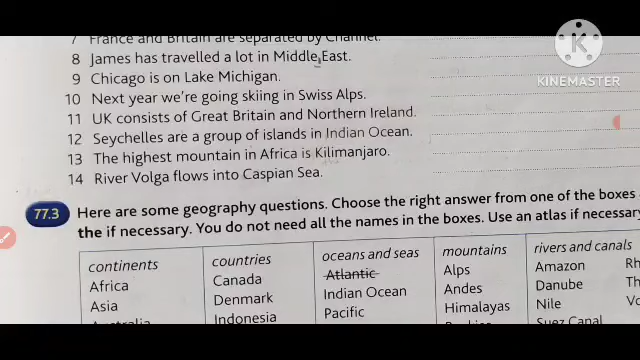 7 France and Britain are separated by Channel.
8 James has travelled a lot in Middle East.
9 Chicago is on Lake Michigan.
10 Next year we're going skiing in Swiss Alps.
11 UK consists of Great Britain and Northern Ireland.
12 Seychelles are a group of islands in Indian Ocean.
13 The highest mountain in Africa is Kilimanjaro.
14 River Volga flows into Caspian Sea.
KINEMASTER
77.3 Here are some geography questions. Choose the right answer from one of the boxes
the if necessary. You do not need all the names in the boxes. Use an atlas if necessary
continents countries oceans and seas mountains rivers and canals
Africa Canada Atlantic Alps Amazon Rh
Asia Denmark Indian Ocean Andes Danube Th
Australia Indonesia Pacific Himalayas Nile Vo
Suez Canal